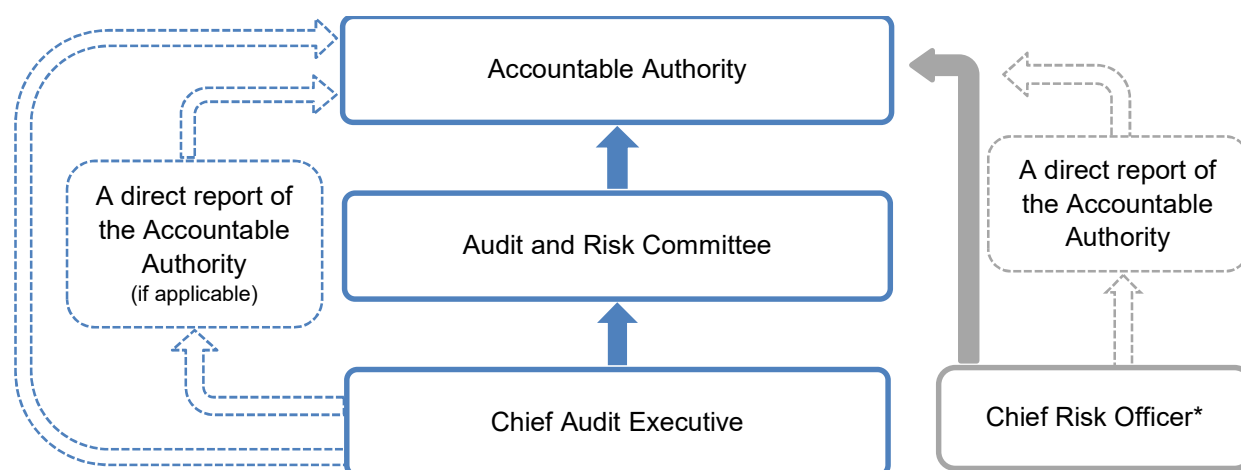 Accountable Authority
A direct report of
the Accountable
Authority
(if applicable)
Audit and Risk Committee
A direct report of
the Accountable
Authority
Chief Audit Executive
Chief Risk Officer*